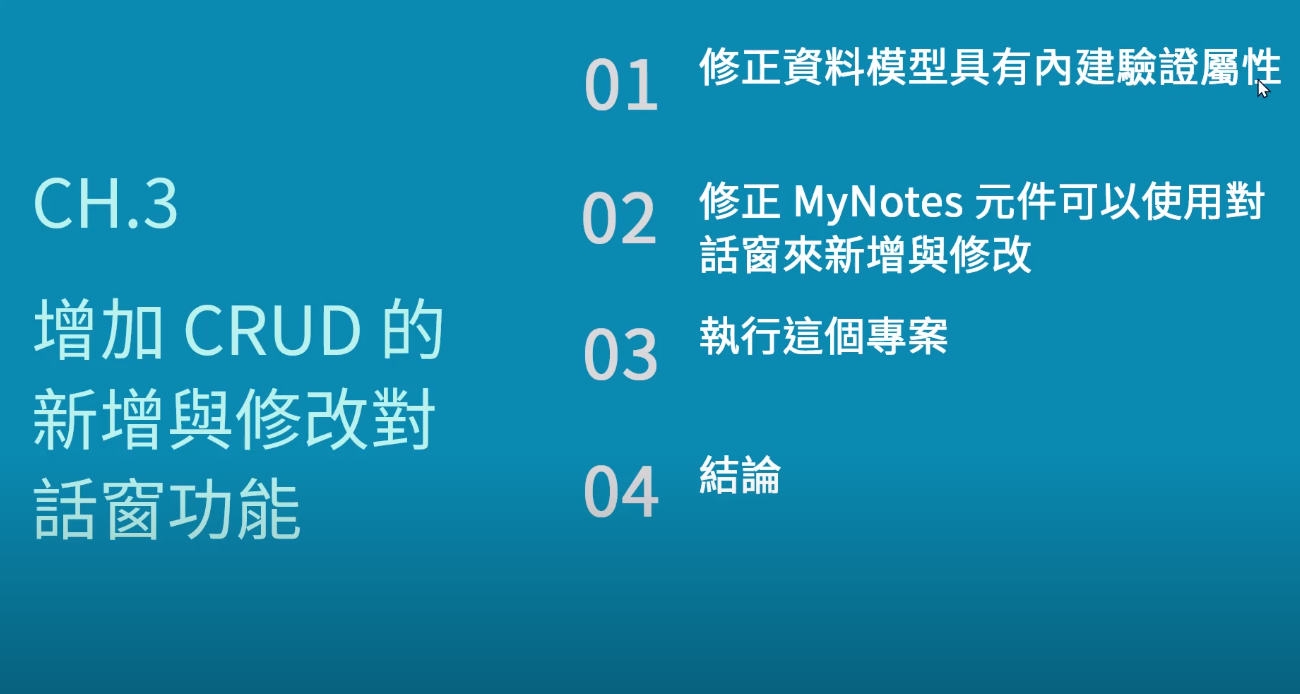 CH.3
增加 CRUD 的
新增與修改對
話窗功能
01
修正資料模型具有內建驗證屬性
02
修正 MyNotes 元件可以使用對
話窗來新增與修改
03
執行這個專案
04
結論